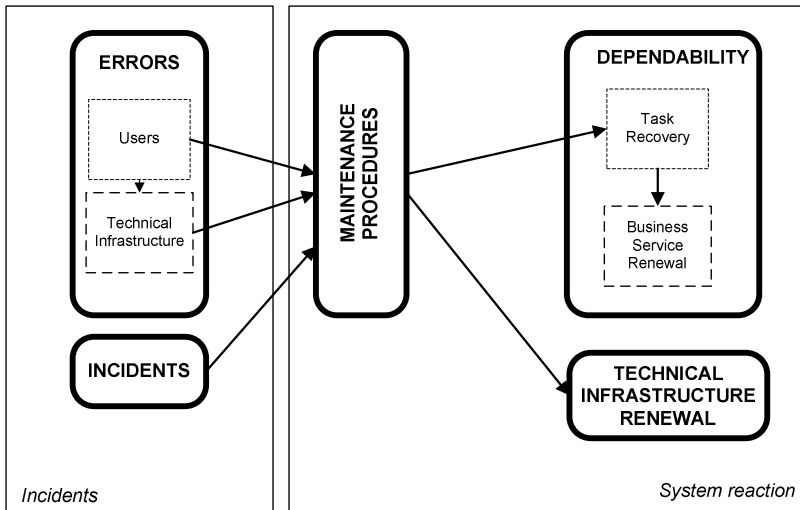 ERRORS
Users
Technical
Infrastructure
INCIDENTS
Incidents
MAINTENANCE
PROCEDURES
DEPENDABILITY
Task
Recovery
Business
Service
Renewal
TECHNICAL
INFRASTRUCTURE
RENEWAL
System reaction